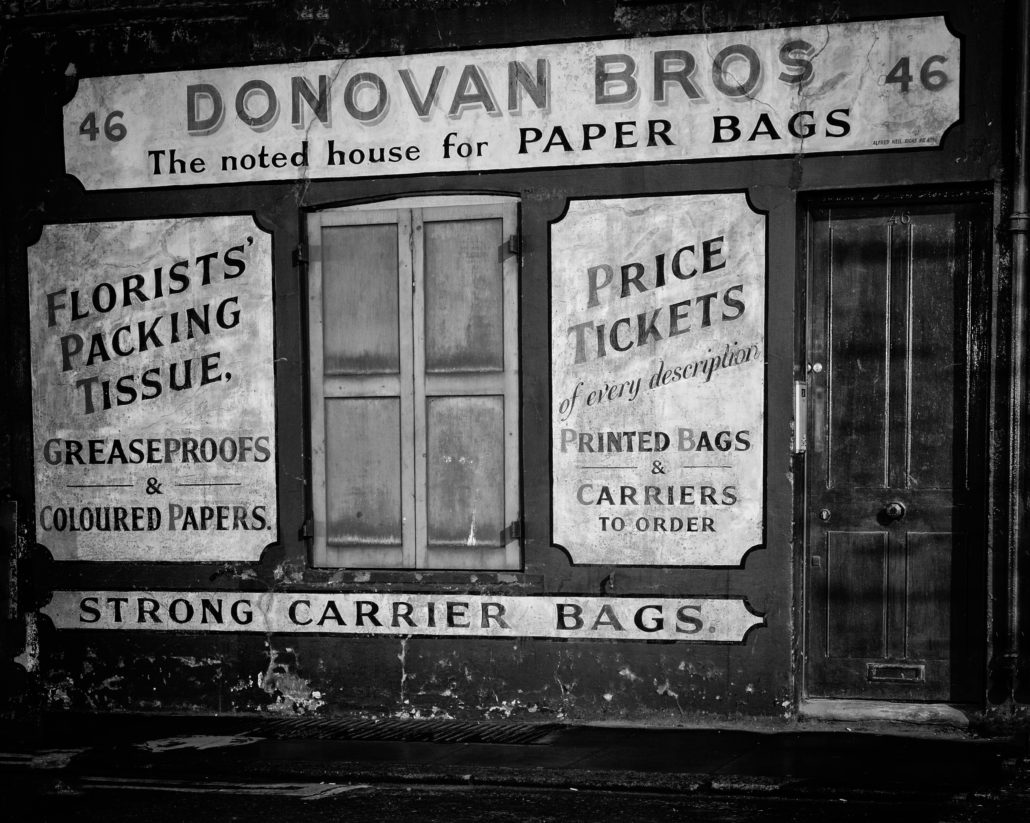 46 DONOVAN BROS 46
The noted house for PAPER BAGS
FLORISTS'
PACKING
TISSUE,
GREASEPROOFS
&
COLOURED PAPERS.
PRICE
TICKETS
of every description
PRINTED BAGS
&
CARRIERS
TO ORDER
46
STRONG CARRIER BAGS.